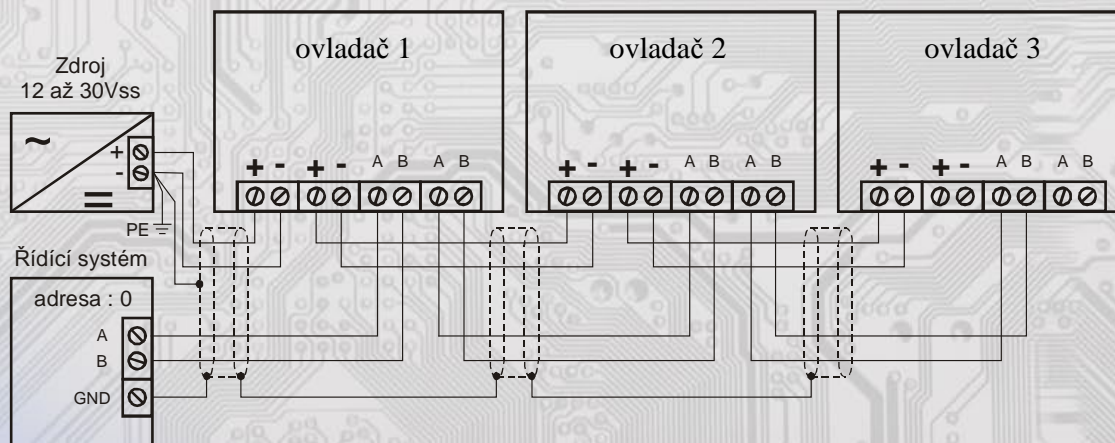 ovladač 1
ovladač 2
ovladač 3
Zdroj
12 až 30Vss
~
=
+
-
PE
+ - + - A B A B
+ - + - A B A B
+ - + - A B A B
Řídící systém
adresa : 0
A
B
GND